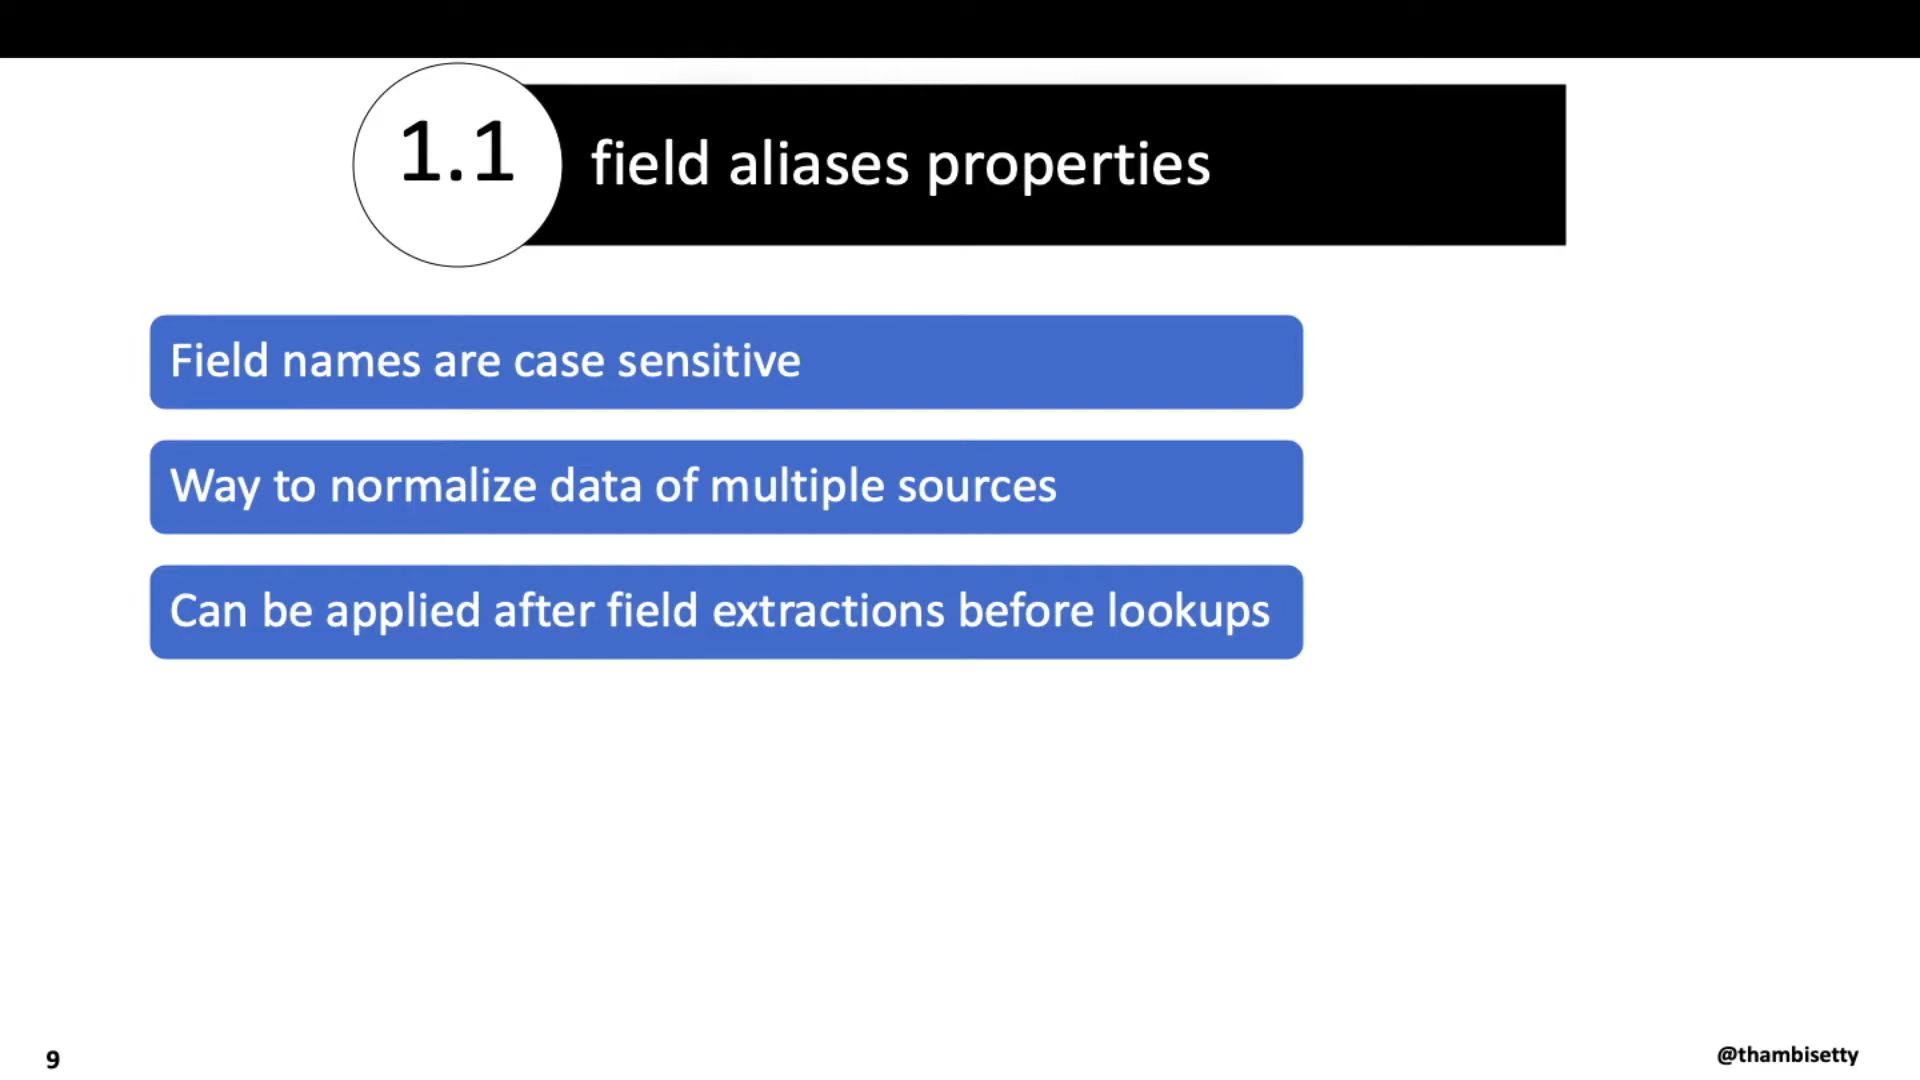 1.1
field aliases properties
Field names are case sensitive
Way to normalize data of multiple sources
Can be applied after field extractions before lookups
9
@thambisetty